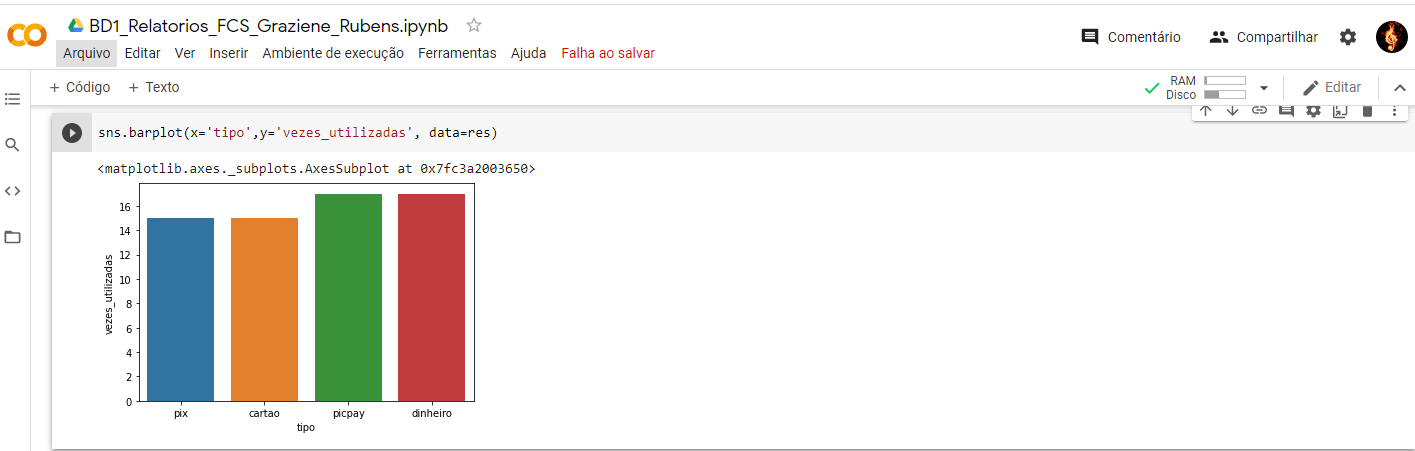 BD1_Relatorios_FCS_Graziene_Rubens.ipynb
Arquivo Editar Ver Inserir Ambiente de execução Ferramentas Ajuda Falha ao salvar
Comentário Compartilhar
+ Código + Texto
RAM
Disco
Editar
sns.barplot(x='tipo',y='vezes_utilizadas', data=res)
<matplotlib.axes._subplots.AxesSubplot at 0x7fc3a2003650>
16
14
12
10
8
6
4
2
0
vezes_utilizadas
pix cartao picpay dinheiro
tipo